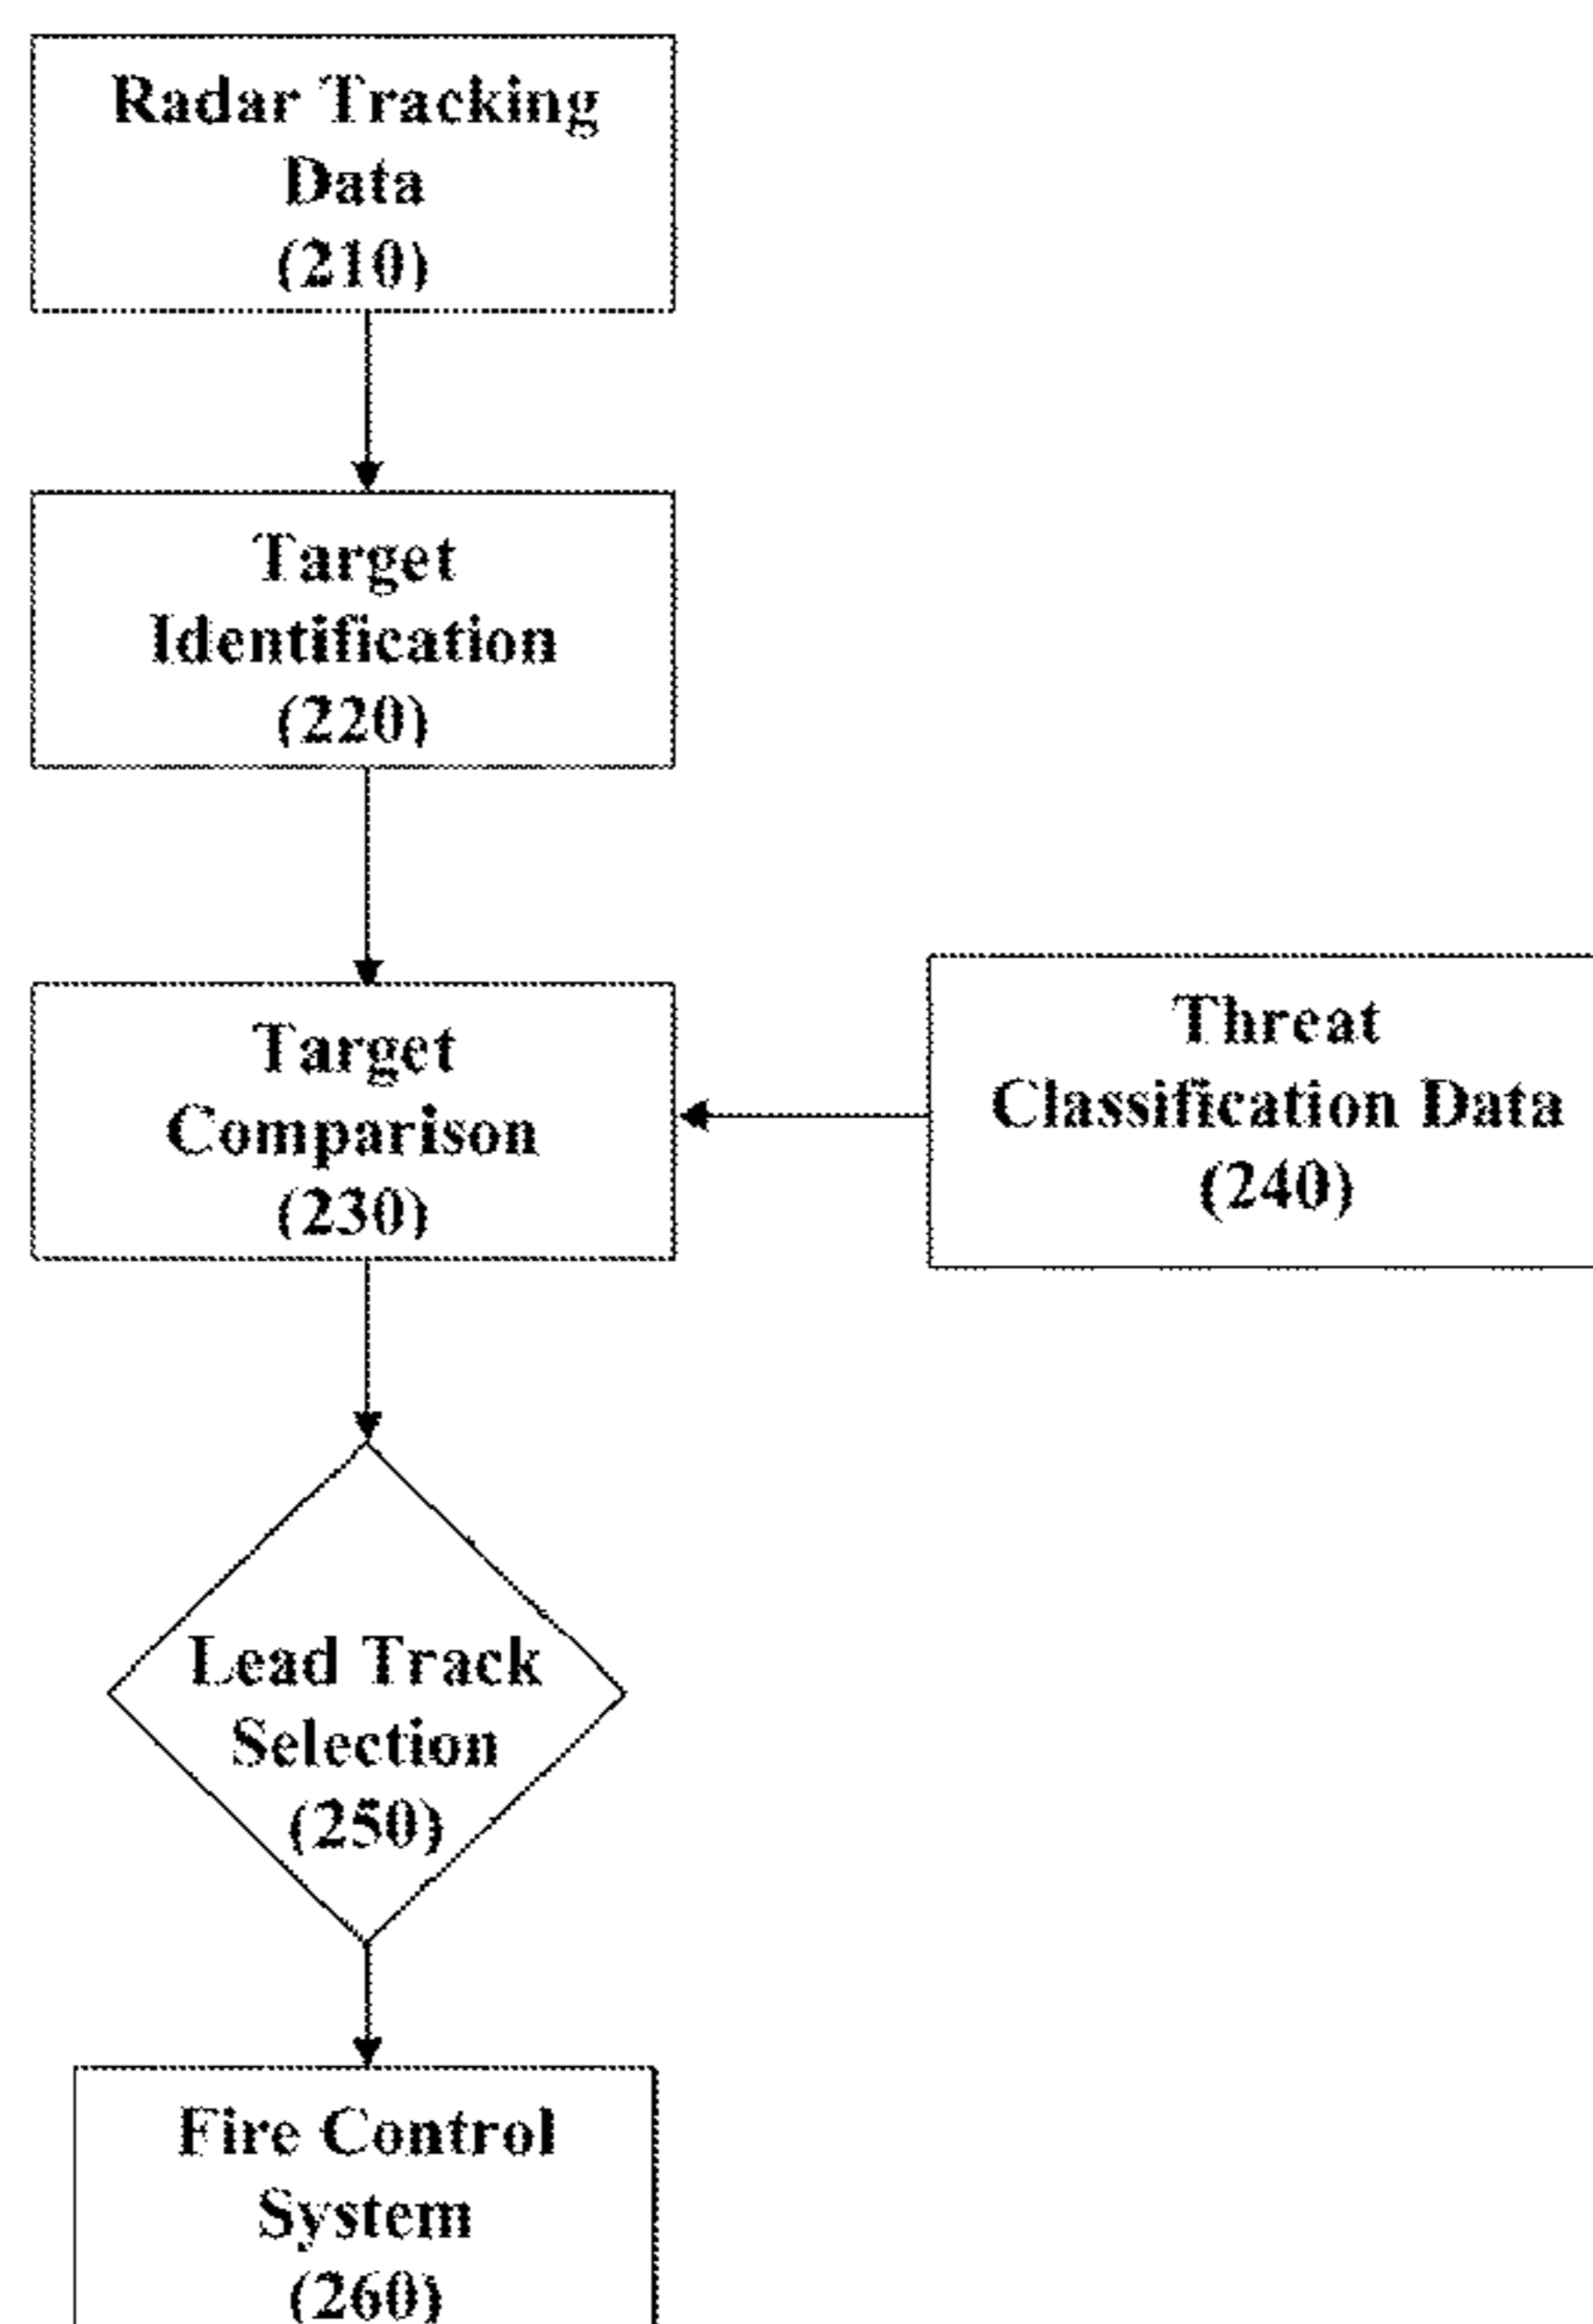 Radar Tracking
Data
(210)
Target
Identification
(220)
Target
Comparison
(230)
Threat
Classification Data
(240)
Lead Track
Selection
(250)
Fire Control
System
(260)